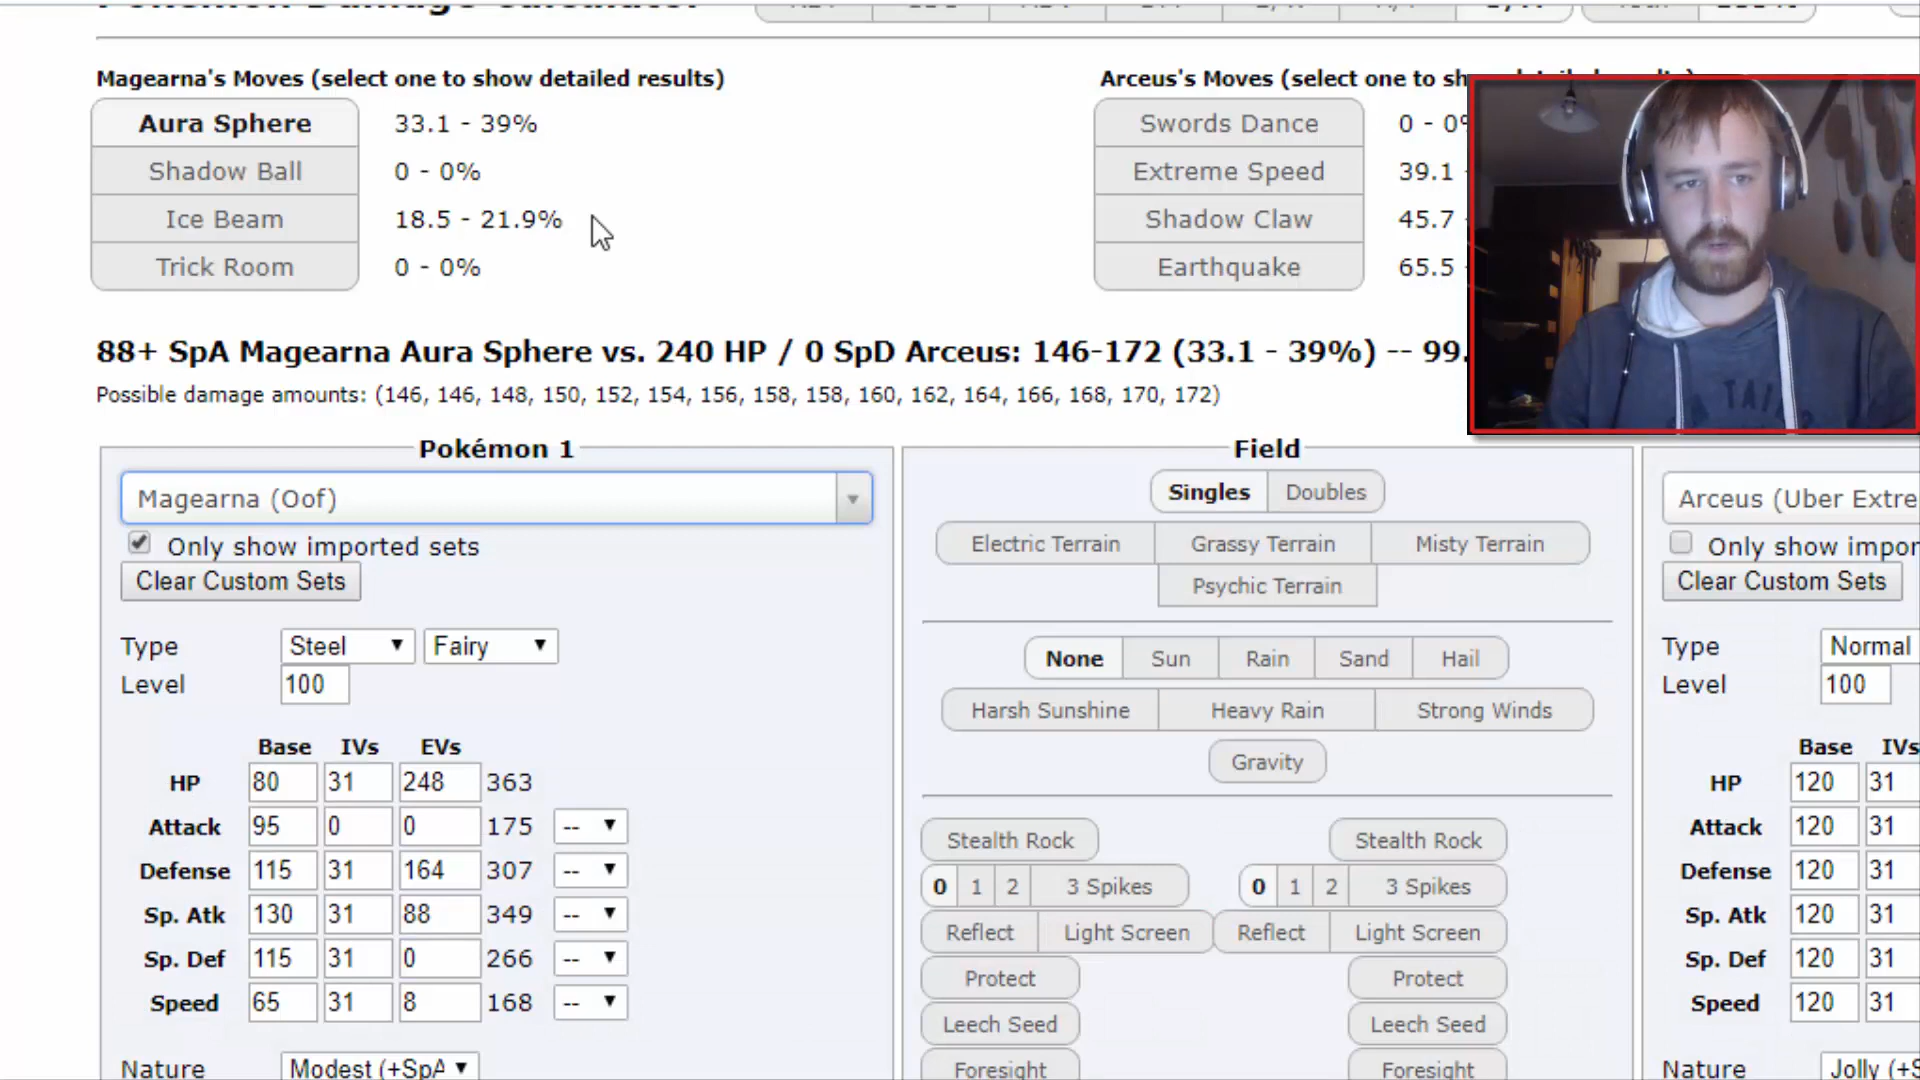 Magearna's Moves (select one to show detailed results)
Aura Sphere 33.1 - 39%
Shadow Ball 0 - 0%
Ice Beam 18.5 - 21.9%
Trick Room 0 - 0%
Arceus's Moves (select one to sh
Swords Dance 0 - 0%
Extreme Speed 39.1 -
Shadow Claw 45.7 -
Earthquake 65.5 -
88+ SpA Magearna Aura Sphere vs. 240 HP / 0 SpD Arceus: 146-172 (33.1 - 39%) -- 99.
Possible damage amounts: (146, 146, 148, 150, 152, 154, 156, 158, 158, 160, 162, 164, 166, 168, 170, 172)
Pokémon 1
Magearna (Oof)
Only show imported sets
Clear Custom Sets
Type Steel Fairy
Level 100
Base IVs EVs
HP 80 31 248 363
Attack 95 0 0 175 --
Defense 115 31 164 307 --
Sp. Atk 130 31 88 349 --
Sp. Def 115 31 0 266 --
Speed 65 31 8 168 --
Nature Modest (+SpA
Field
Singles Doubles
Electric Terrain Grassy Terrain Misty Terrain
Psychic Terrain
None Sun Rain Sand Hail
Harsh Sunshine Heavy Rain Strong Winds
Gravity
Stealth Rock Stealth Rock
0 1 2 3 Spikes 0 1 2 3 Spikes
Reflect Light Screen Reflect Light Screen
Protect Protect
Leech Seed Leech Seed
Foresight Foresight
Arceus (Uber Extre
Only show impor
Clear Custom Sets
Type Normal
Level 100
Base IVs
HP 120 31
Attack 120 31
Defense 120 31
Sp. Atk 120 31
Sp. Def 120 31
Speed 120 31
Nature Jolly (+S